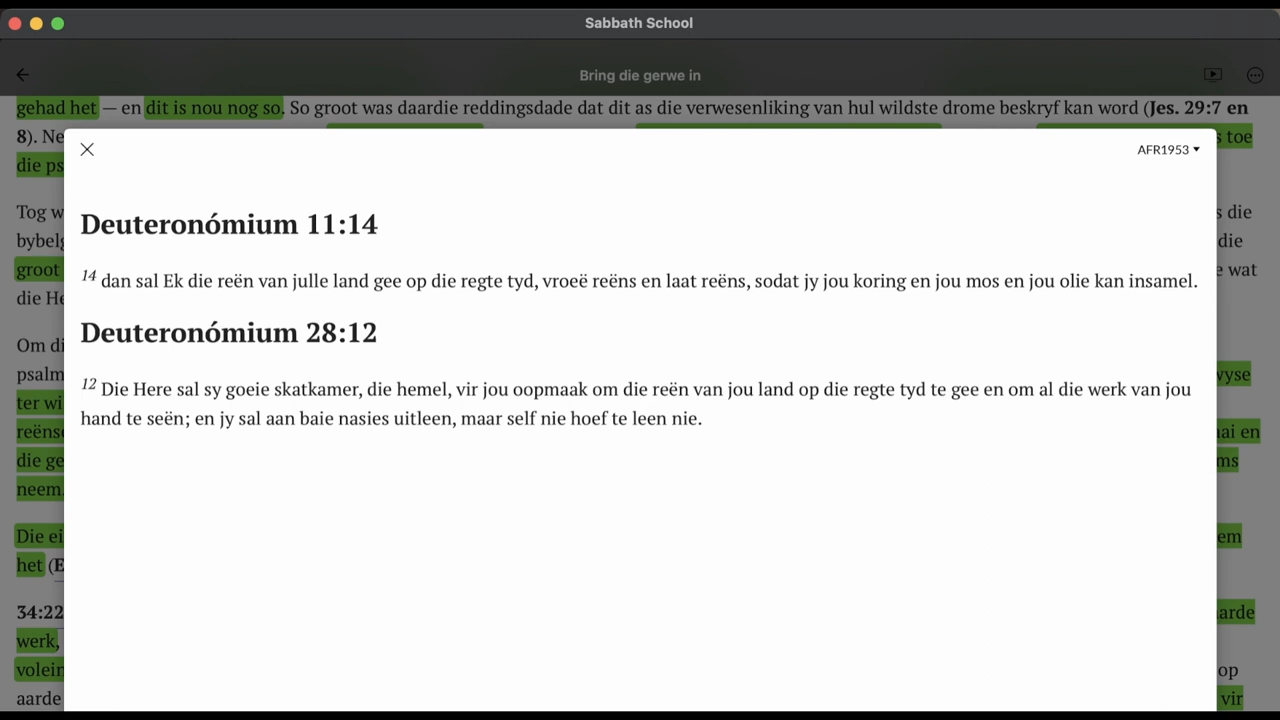 Sabbath School
Bring die gerwe in
gehad het — en dit is nou nog so. So groot was daardie reddingsdade dat dit as die verwesenliking van hul wildste drome beskryf kan word (Jes. 29:7 en
8). Ne
s toe
die ps
AFR1953
Tog w
s die
bybelg
die
groot
e wat
die He
Deuteronómium 11:14
14 dan sal Ek die reën van julle land gee op die regte tyd, vroeë reëns en laat reëns, sodat jy jou koring en jou mos en jou olie kan insamel.
Deuteronómium 28:12
12 Die Here sal sy goeie skatkamer, die hemel, vir jou oopmaak om die reën van jou land op die regte tyd te gee en om al die werk van jou
hand te seën; en jy sal aan baie nasies uitleen, maar self nie hoef te leen nie.
Om di
psalm
wyse
ter wi
reënse
ai en
die ge
ms
neem.
Die ei
em
het (E
34:22
aarde
werk,
volein
op
aarde
vir